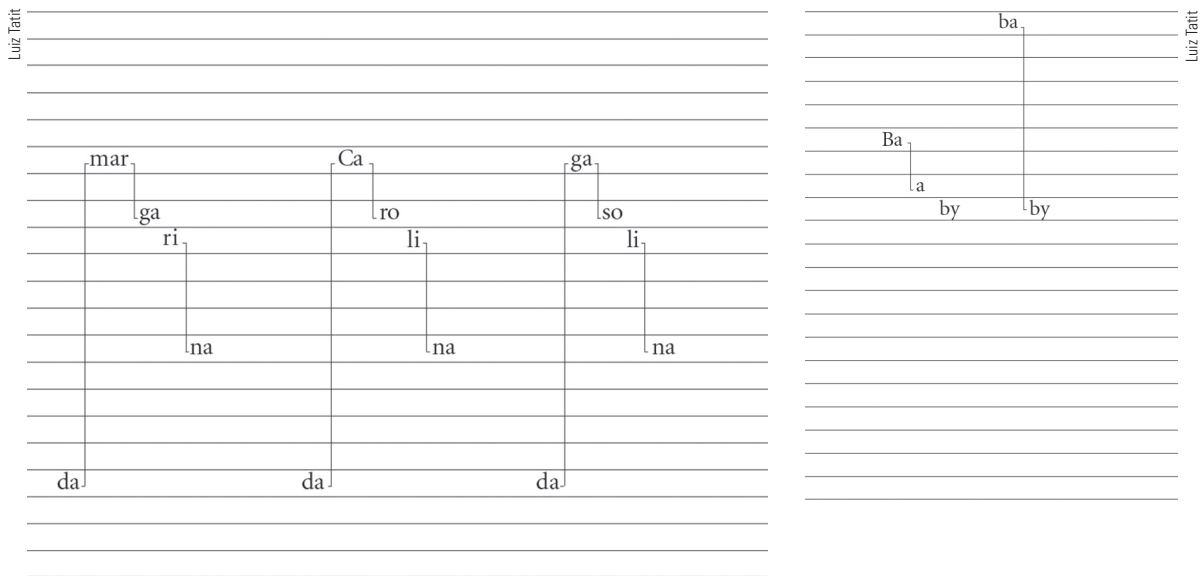 Luiz Tatit
mar Ca ga
ga ro so
ri li li
na na na
da da da
ba
Ba
a
by by
Luiz Tatit